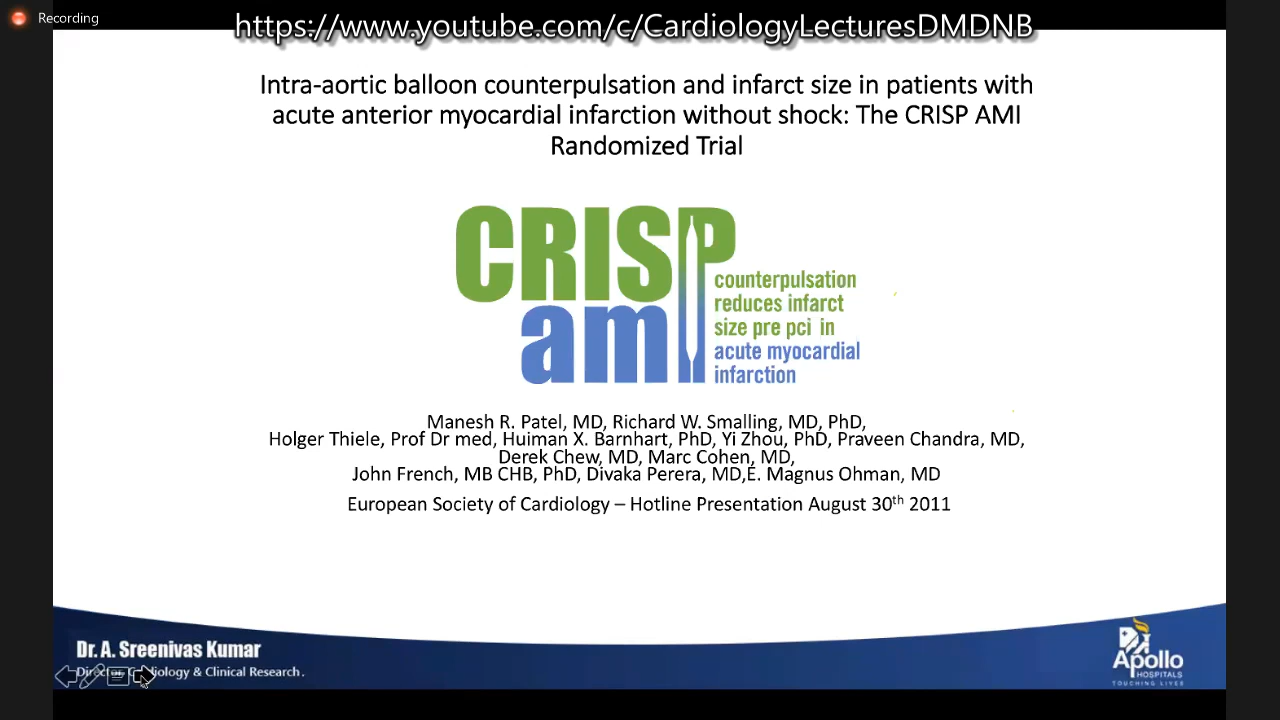 Recording
https://www.youtube.com/c/CardiologyLecturesDMDNB
Intra-aortic balloon counterpulsation and infarct size in patients with
acute anterior myocardial infarction without shock: The CRISP AMI
Randomized Trial
CRISP
amI
counterpulsation
reduces infarct
size pre pci in
acute myocardial
infarction
Manesh R. Patel, MD, Richard W. Smalling, MD, PhD,
Holger Thiele, Prof Dr med, Huiman X. Barnhart, PhD, Yi Zhou, PhD, Praveen Chandra, MD,
Derek Chew, MD, Marc Cohen, MD,
John French, MB CHB, PhD, Divaka Perera, MD,E. Magnus Ohman, MD
European Society of Cardiology – Hotline Presentation August 30th 2011
Dr. A. Sreenivas Kumar
Director Cardiology & Clinical Research.
Apollo
HOSPITALS
TOUCHING LIVES